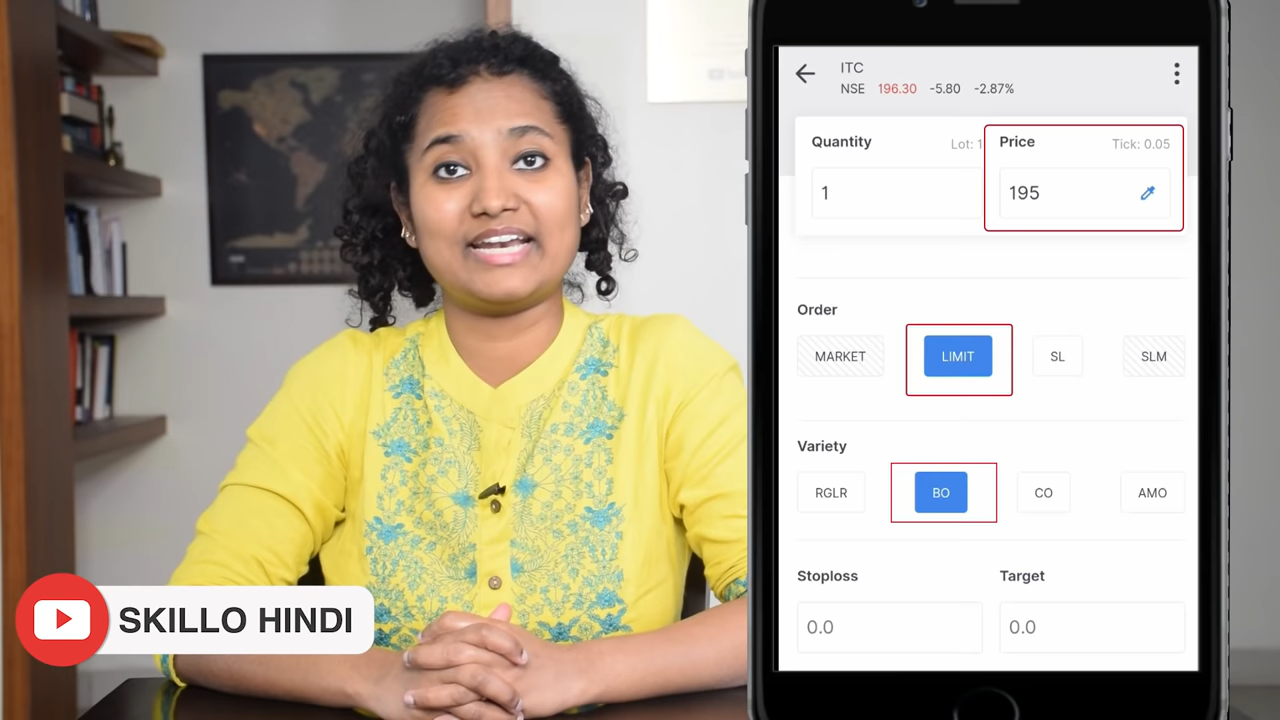 ITC
NSE 196.30 -5.80 -2.87%
Quantity Lot: 1
Price Tick: 0.05
1
195
Order
MARKET LIMIT SL SLM
Variety
RGLR BO CO AMO
Stoploss Target
0.0 0.0
SKILLO HINDI